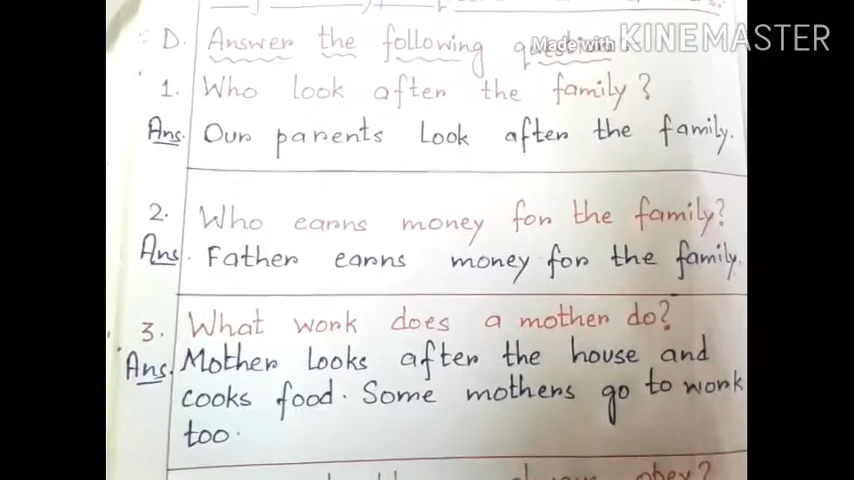 D. Answer the following question
Made with KINEMASTER
1. Who look after the family?
Ans. Our parents look after the family.
2. Who earns money for the family?
Ans. Father earns money for the family.
3. What work does a mother do?
Ans. Mother looks after the house and
cooks food. Some mothers go to work
too.
obey?